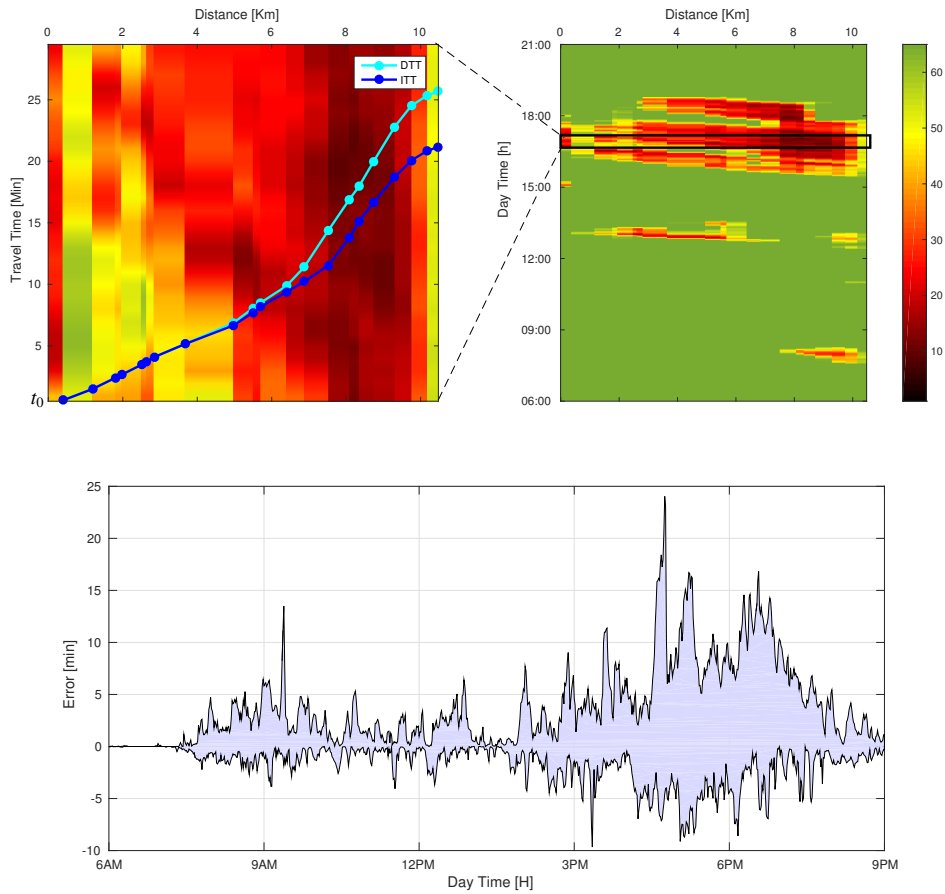 Distance [Km]
0 2 4 6 8 10
Travel Time [Min]
25
20
15
10
5
t0
DTT
ITT
Distance [Km]
0 2 4 6 8 10
Day Time [h]
21:00
18:00
15:00
12:00
09:00
06:00
60
50
40
30
20
10
Error [min]
25
20
15
10
5
0
-5
-10
6AM 9AM 12PM 3PM 6PM 9PM
Day Time [H]